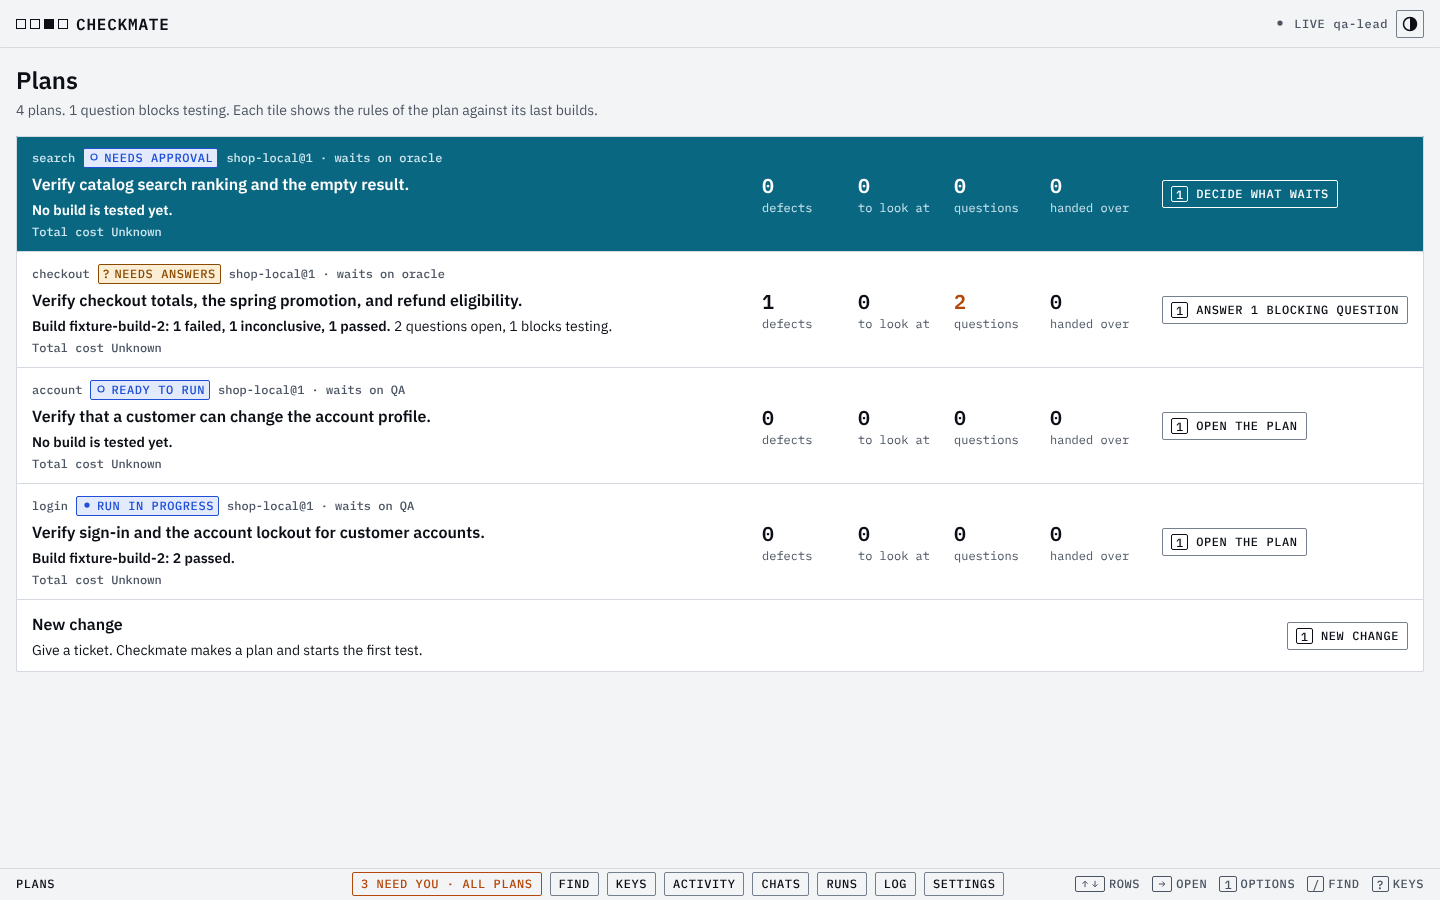 CHECKMATE
LIVE qa-lead
Plans
4 plans. 1 question blocks testing. Each tile shows the rules of the plan against its last builds.
search NEEDS APPROVAL shop-local@1 · waits on oracle
Verify catalog search ranking and the empty result.
No build is tested yet.
Total cost Unknown
0 0 0 0
defects to look at questions handed over
1 DECIDE WHAT WAITS
checkout ? NEEDS ANSWERS shop-local@1 · waits on oracle
Verify checkout totals, the spring promotion, and refund eligibility.
Build fixture-build-2: 1 failed, 1 inconclusive, 1 passed. 2 questions open, 1 blocks testing.
Total cost Unknown
1 0 2 0
defects to look at questions handed over
1 ANSWER 1 BLOCKING QUESTION
account READY TO RUN shop-local@1 · waits on QA
Verify that a customer can change the account profile.
No build is tested yet.
Total cost Unknown
0 0 0 0
defects to look at questions handed over
1 OPEN THE PLAN
login RUN IN PROGRESS shop-local@1 · waits on QA
Verify sign-in and the account lockout for customer accounts.
Build fixture-build-2: 2 passed.
Total cost Unknown
0 0 0 0
defects to look at questions handed over
1 OPEN THE PLAN
New change
Give a ticket. Checkmate makes a plan and starts the first test.
1 NEW CHANGE
PLANS
3 NEED YOU · ALL PLANS FIND KEYS ACTIVITY CHATS RUNS LOG SETTINGS
↑↓ ROWS → OPEN 1 OPTIONS / FIND ? KEYS